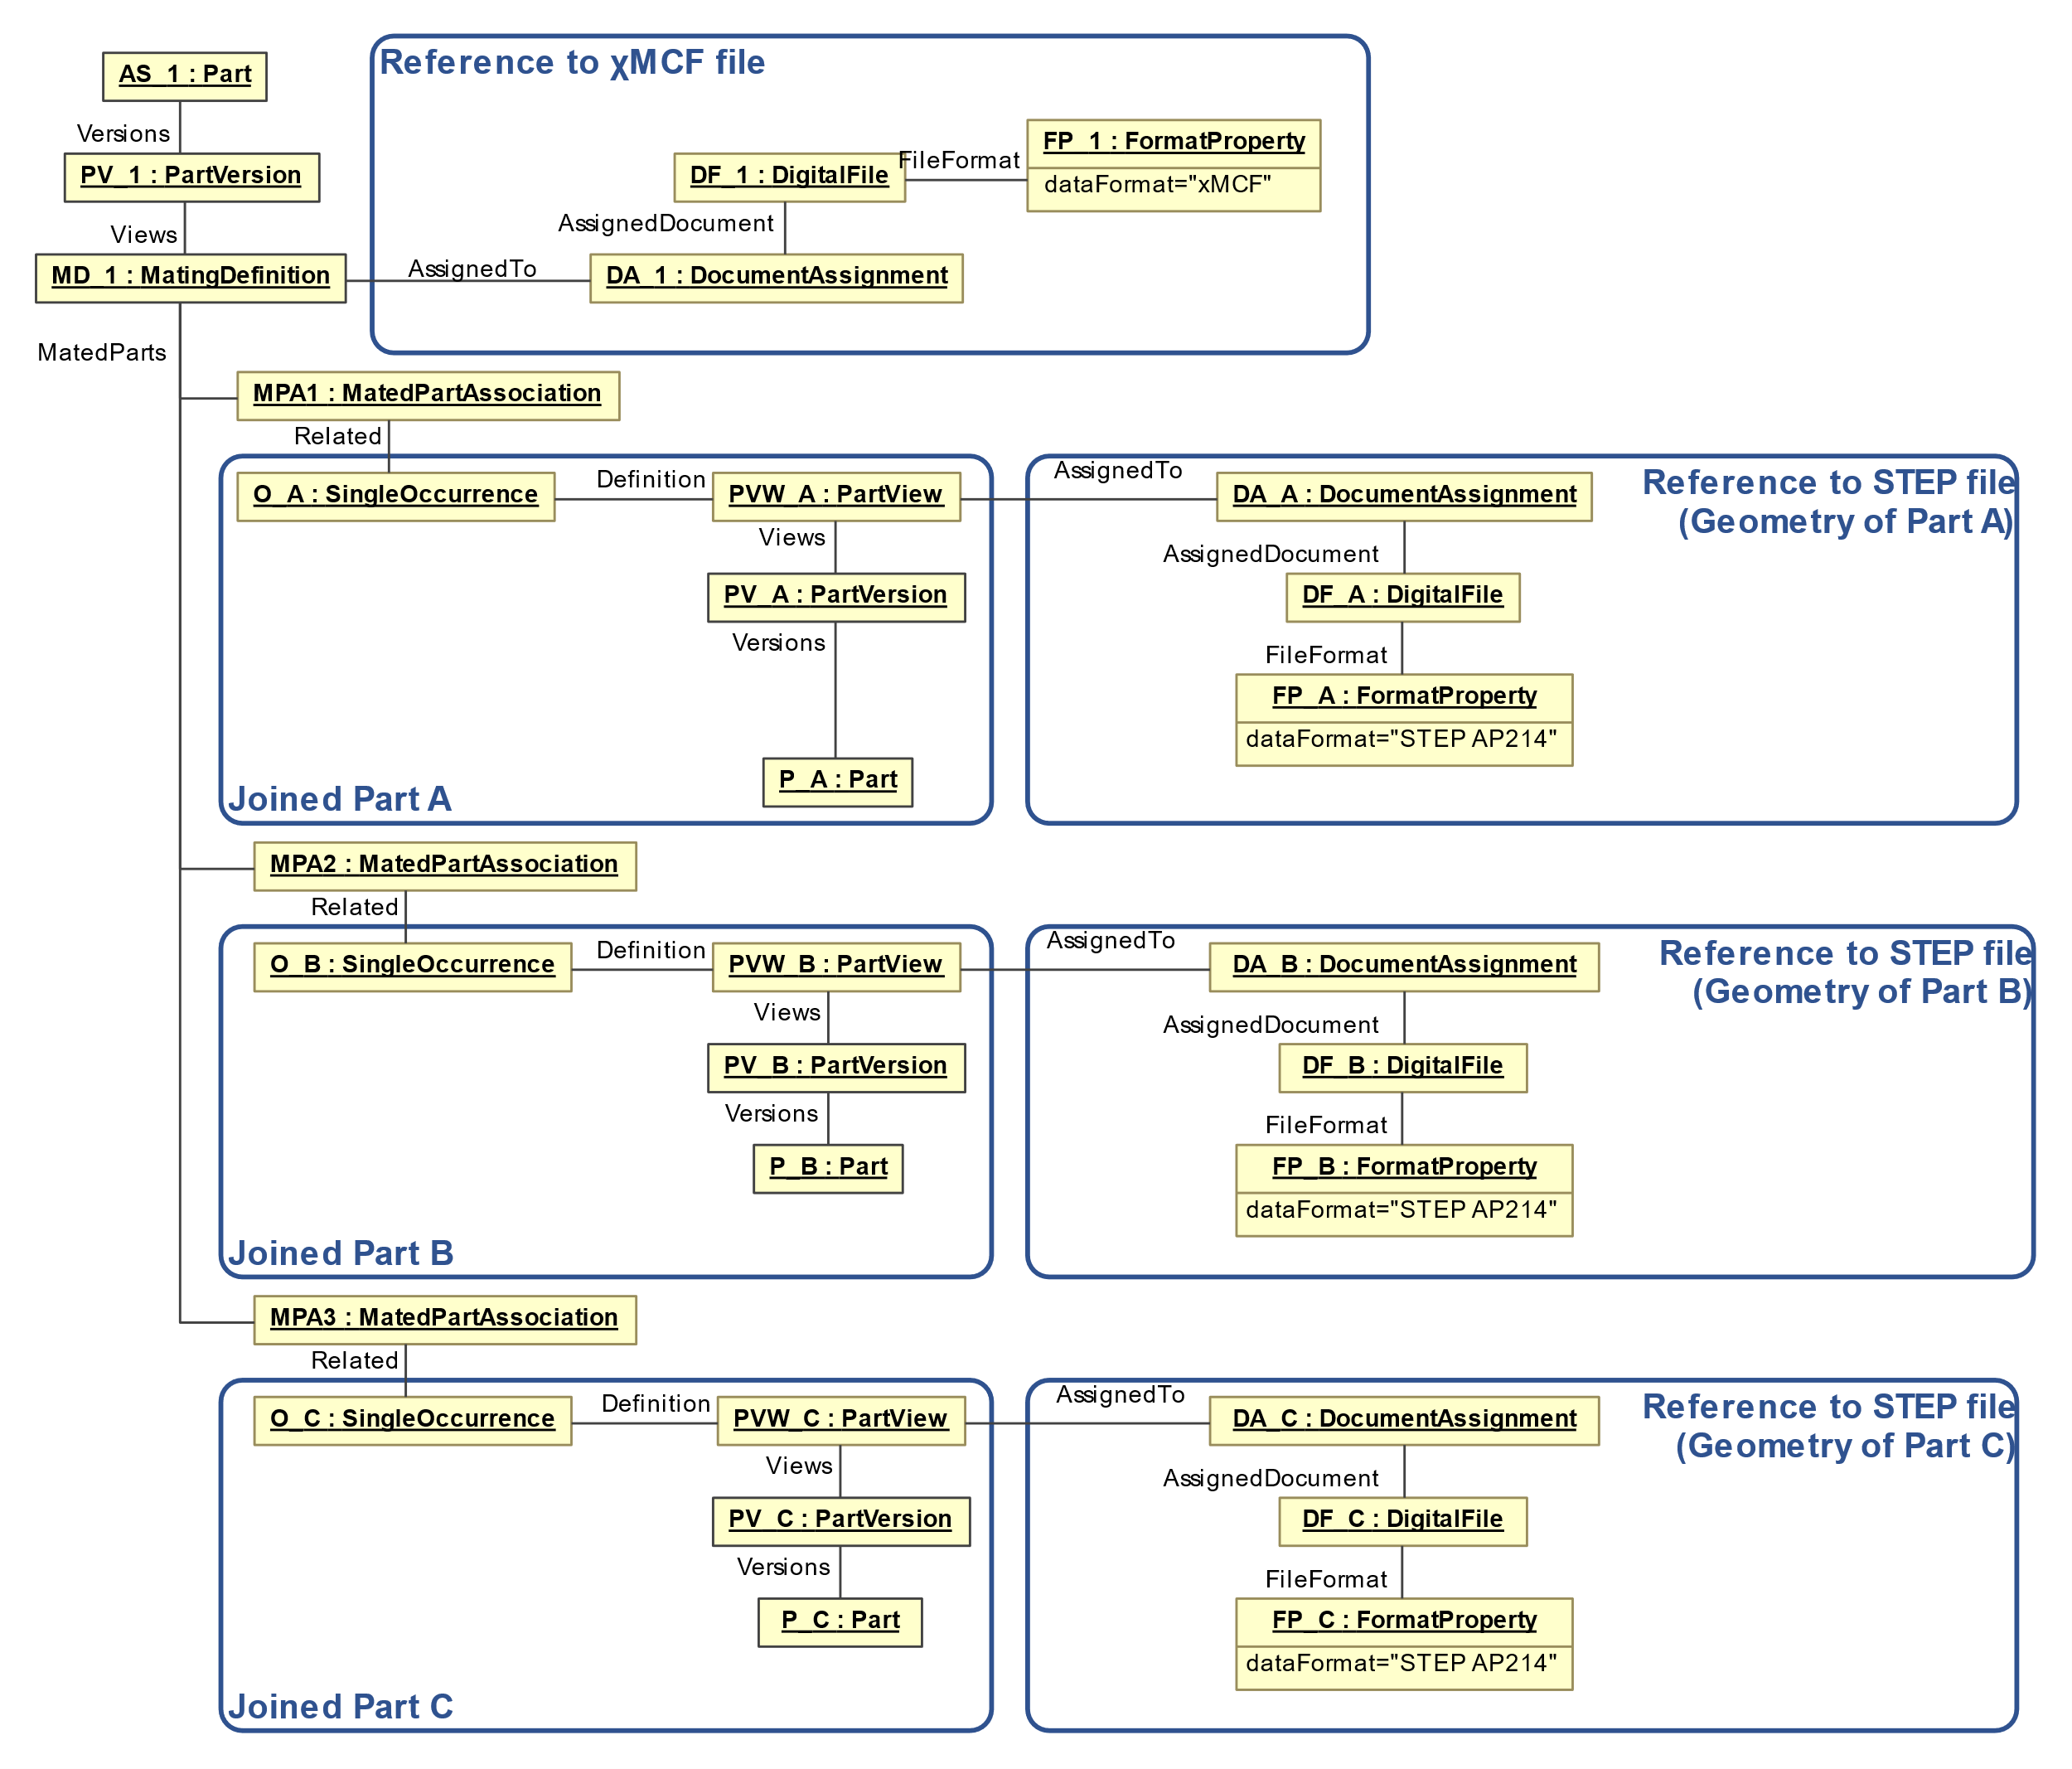 AS_1 : Part
Versions
PV_1 : PartVersion
Views
MD_1 : MatingDefinition
MatedParts
Reference to χMCF file
FP_1 : FormatProperty
dataFormat="xMCF"
FileFormat
DF_1 : DigitalFile
AssignedDocument
AssignedTo
DA_1 : DocumentAssignment
MPA1 : MatedPartAssociation
Related
O_A : SingleOccurrence
Definition
PVW_A : PartView
Views
PV_A : PartVersion
Versions
P_A : Part
Joined Part A
AssignedTo
DA_A : DocumentAssignment
Reference to STEP file
(Geometry of Part A)
AssignedDocument
DF_A : DigitalFile
FileFormat
FP_A : FormatProperty
dataFormat="STEP AP214"
MPA2 : MatedPartAssociation
Related
O_B : SingleOccurrence
Definition
PVW_B : PartView
Views
PV_B : PartVersion
Versions
P_B : Part
Joined Part B
AssignedTo
DA_B : DocumentAssignment
Reference to STEP file
(Geometry of Part B)
AssignedDocument
DF_B : DigitalFile
FileFormat
FP_B : FormatProperty
dataFormat="STEP AP214"
MPA3 : MatedPartAssociation
Related
O_C : SingleOccurrence
Definition
PVW_C : PartView
Views
PV_C : PartVersion
Versions
P_C : Part
Joined Part C
AssignedTo
DA_C : DocumentAssignment
Reference to STEP file
(Geometry of Part C)
AssignedDocument
DF_C : DigitalFile
FileFormat
FP_C : FormatProperty
dataFormat="STEP AP214"